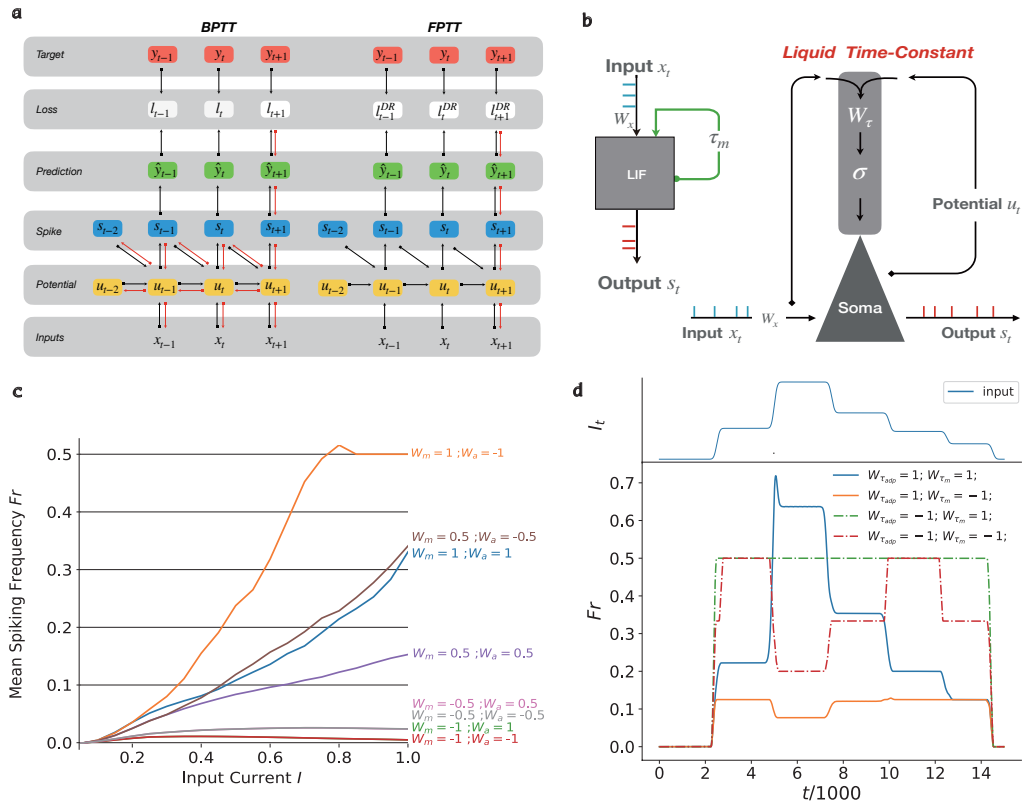 a
BPTT FPTT
Target y_{t-1} y_t y_{t+1} y_{t-1} y_t y_{t+1}
Loss l_{t-1} l_t l_{t+1} l^{DR}_{t-1} l^{DR}_t l^{DR}_{t+1}
Prediction ŷ_{t-1} ŷ_t ŷ_{t+1} ŷ_{t-1} ŷ_t ŷ_{t+1}
Spike s_{t-2} s_{t-1} s_t s_{t+1} s_{t-2} s_{t-1} s_t s_{t+1}
Potential u_{t-2} u_{t-1} u_t u_{t+1} u_{t-2} u_{t-1} u_t u_{t+1}
Inputs x_{t-1} x_t x_{t+1} x_{t-1} x_t x_{t+1}
b
Input x_t
W_x
τ_m
LIF
Output s_t
Liquid Time-Constant
W_τ
σ
Potential u_t
Soma
Input x_t
W_x
Output s_t
c
Mean Spiking Frequency Fr
0.5
0.4
0.3
0.2
0.1
0.0
0.2 0.4 0.6 0.8 1.0
Input Current I
W_m = 1 ;W_a = -1
W_m = 0.5 ;W_a = -0.5
W_m = 1 ;W_a = 1
W_m = 0.5 ;W_a = 0.5
W_m = -0.5 ;W_a = 0.5
W_m = -0.5 ;W_a = -0.5
W_m = -1 ;W_a = 1
W_m = -1 ;W_a = -1
d
I_t
input
W_{τ_{adp}} = 1; W_{τ_m} = 1;
W_{τ_{adp}} = 1; W_{τ_m} = −1;
W_{τ_{adp}} = −1; W_{τ_m} = 1;
W_{τ_{adp}} = −1; W_{τ_m} = −1;
Fr
0.7
0.6
0.5
0.4
0.3
0.2
0.1
0.0
0 2 4 6 8 10 12 14
t/1000